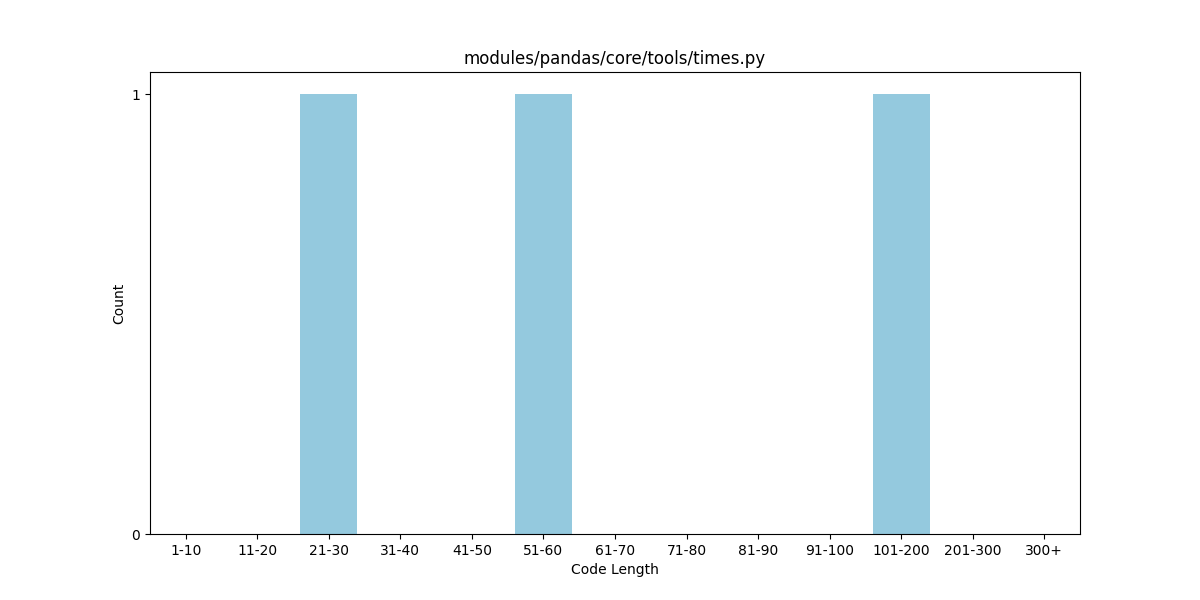 modules/pandas/core/tools/times.py
1
Count
0
1-10 11-20 21-30 31-40 41-50 51-60 61-70 71-80 81-90 91-100 101-200 201-300 300+
Code Length